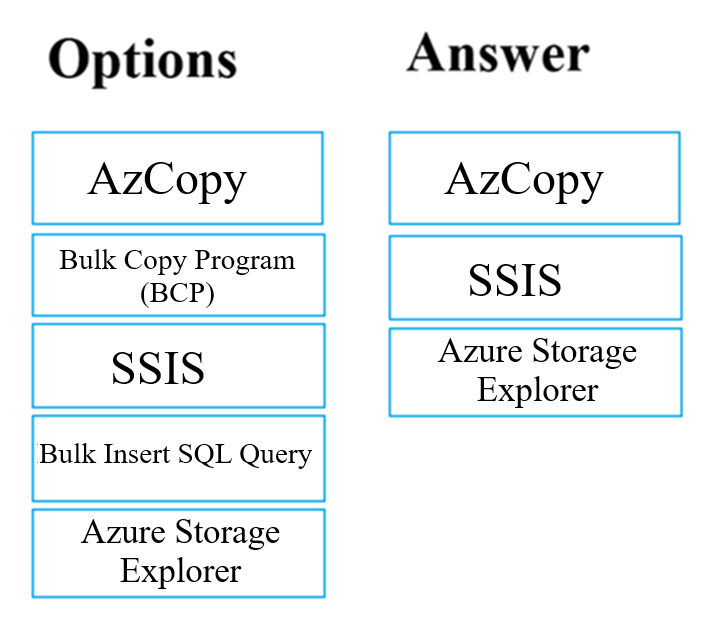 Options
Answer
AzCopy
Bulk Copy Program
(BCP)
SSIS
Bulk Insert SQL Query
Azure Storage
Explorer
AzCopy
SSIS
Azure Storage
Explorer